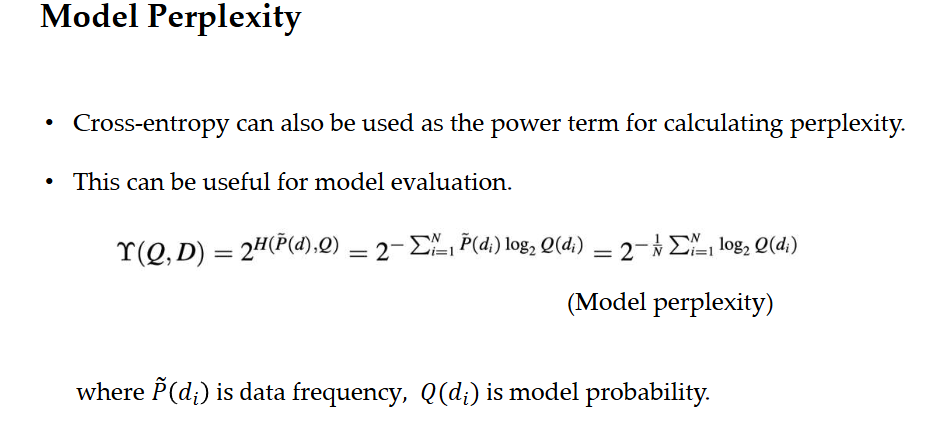 Model Perplexity
• Cross-entropy can also be used as the power term for calculating perplexity.
• This can be useful for model evaluation.
ϒ(Q, D) = 2^{H(P̃(d),Q)} = 2^{− ∑_{i=1}^{N} P̃(d_i) log₂ Q(d_i)} = 2^{− \frac{1}{N} ∑_{i=1}^{N} log₂ Q(d_i)}
(Model perplexity)
where P̃(d_i) is data frequency, Q(d_i) is model probability.